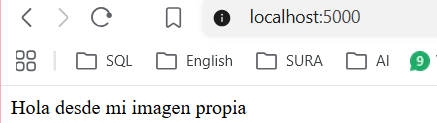 localhost:5000
SQL English SURA AI 9
Hola desde mi imagen propia